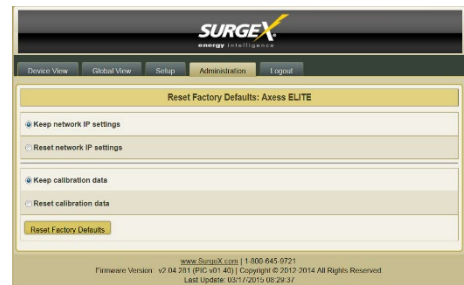 SURGEX
energy intelligence
Device View Global View Setup Administration Logout
Reset Factory Defaults: Axess ELITE
Keep network IP settings
Reset network IP settings
Keep calibration data
Reset calibration data
Reset Factory Defaults
www.SurgeX.com | 1-800-645-9721
Firmware Version: v2.04.281 (PIC v01.40) | Copyright © 2012-2014 All Rights Reserved
Last Update: 03/17/2015 08:29:37